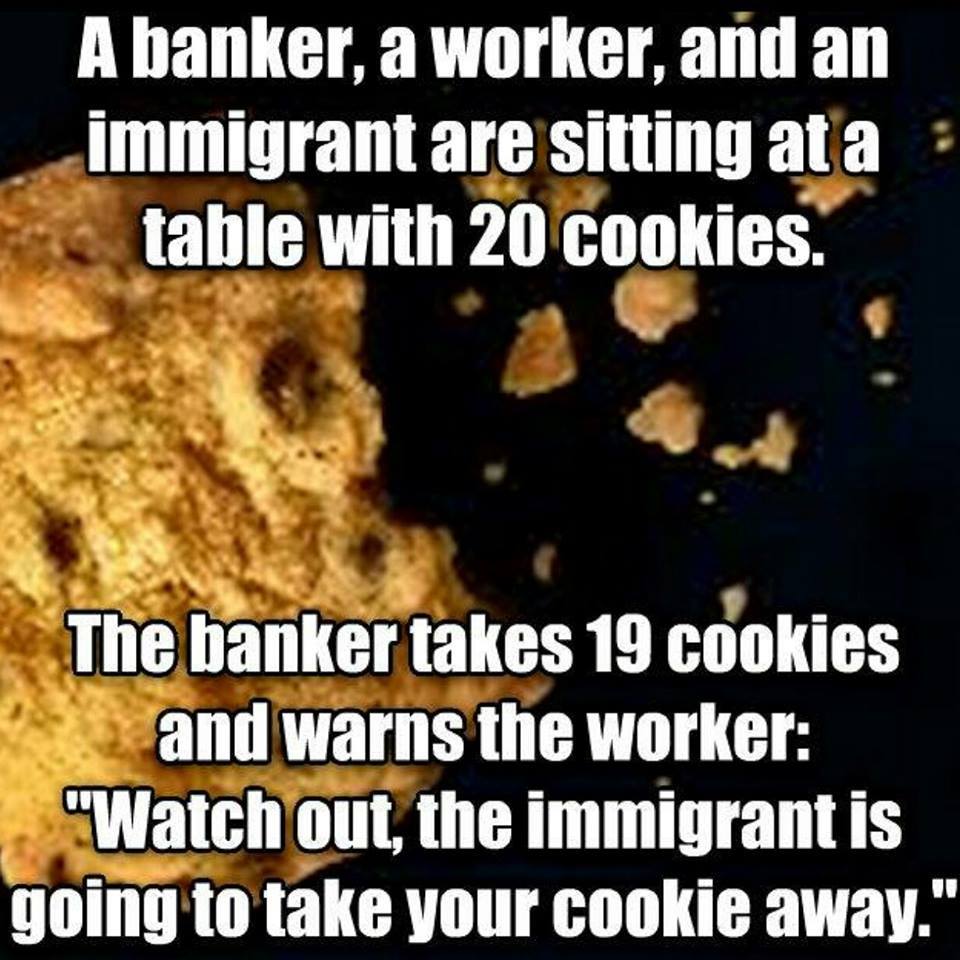 A banker, a worker, and an
immigrant are sitting at a
table with 20 cookies.
The banker takes 19 cookies
and warns the worker:
"Watch out, the immigrant is
going to take your cookie away."